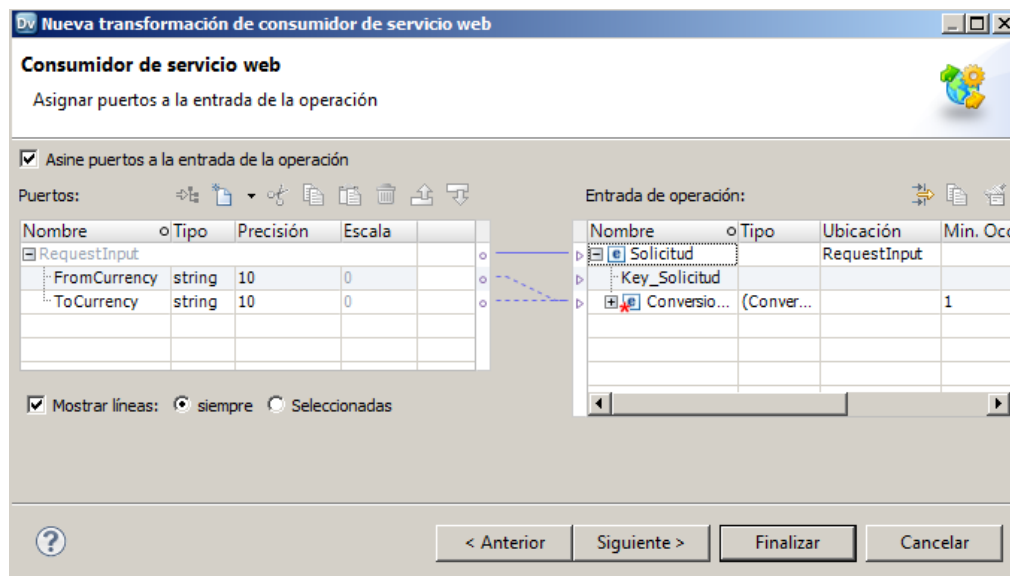 Dv Nueva transformación de consumidor de servicio web
Consumidor de servicio web
Asignar puertos a la entrada de la operación
Asine puertos a la entrada de la operación
Puertos:
Entrada de operación:
Nombre Tipo Precisión Escala
Nombre Tipo Ubicación Min. Occ
RequestInput
Solicitud RequestInput
FromCurrency string 10 0
Key_Solicitud
ToCurrency string 10 0
Conversio... (Conver... 1
Mostrar líneas: siempre Seleccionadas
? < Anterior Siguiente > Finalizar Cancelar